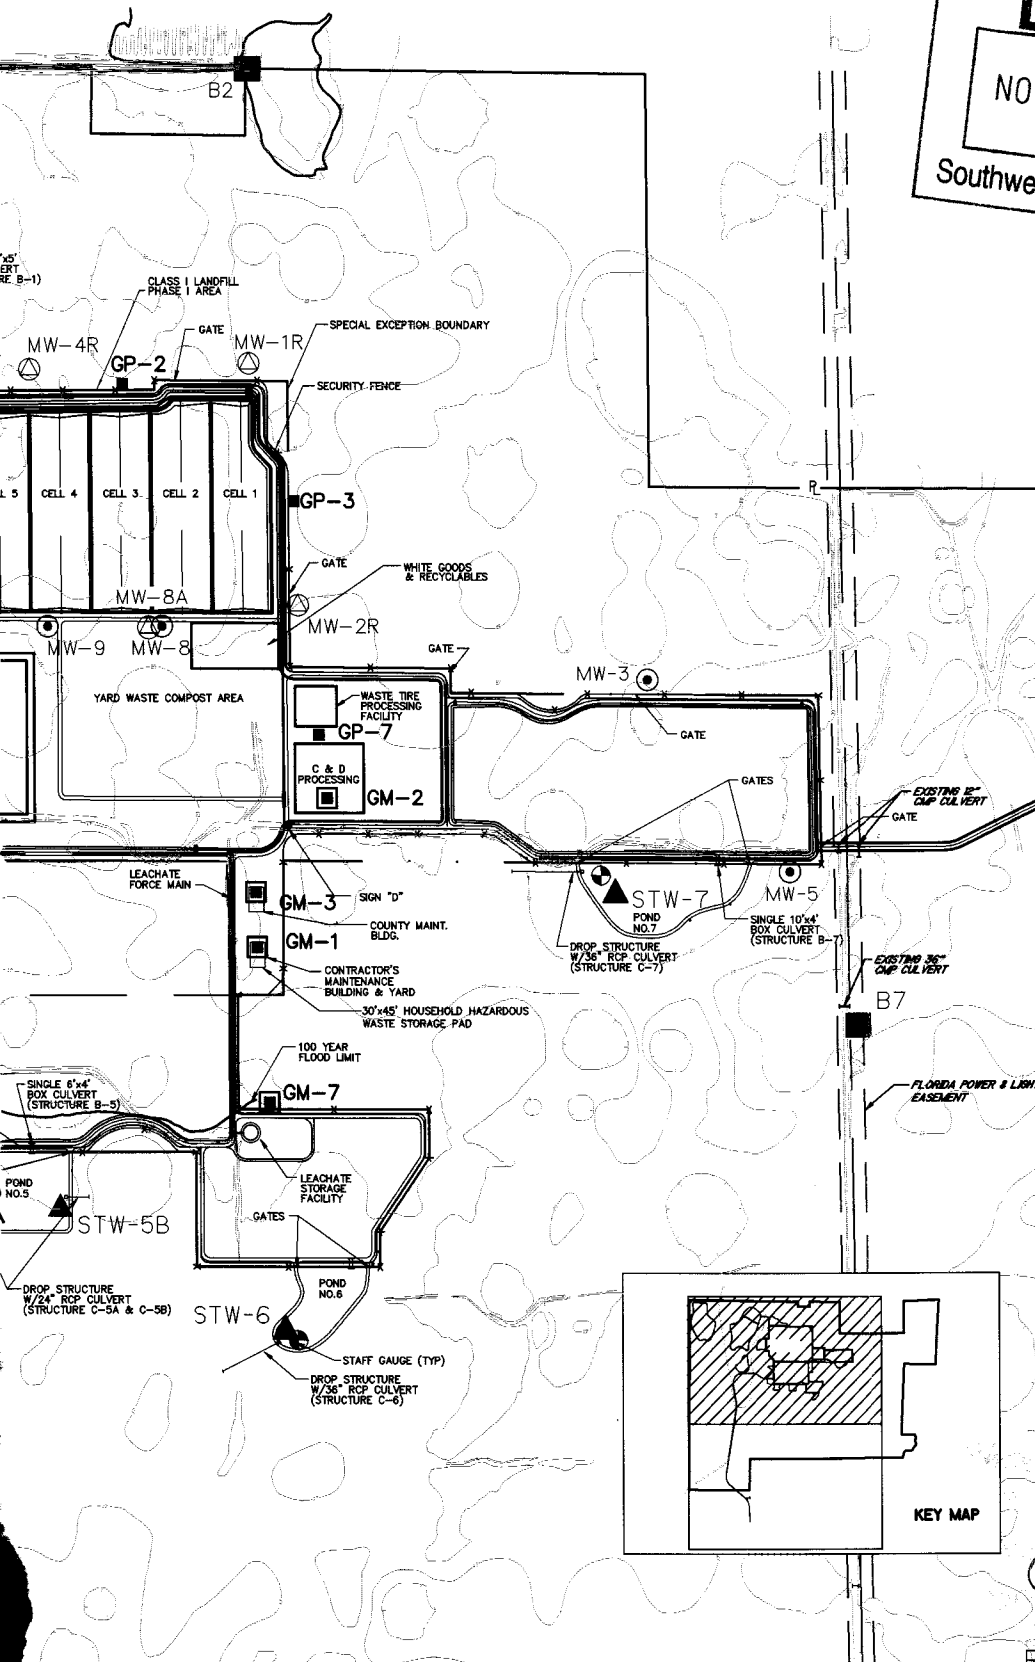 B2
NO
Southwe
'x5'
ERT
RE B-1)
CLASS I LANDFILL
PHASE I AREA
GATE
SPECIAL EXCEPTION BOUNDARY
MW-4R
MW-1R
GP-2
SECURITY FENCE
L 5
CELL 4
CELL 3
CELL 2
CELL 1
GP-3
GATE
WHITE GOODS
& RECYCLABLES
MW-8A
MW-2R
MW-9
MW-8
GATE
MW-3
YARD WASTE COMPOST AREA
WASTE TIRE
PROCESSING
FACILITY
GP-7
GATE
C & D
PROCESSING
GM-2
GATES
EXISTING 12"
CMP CULVERT
GATE
LEACHATE
FORCE MAIN
GM-3
SIGN "D"
STW-7
MW-5
POND
NO.7
COUNTY MAINT.
BLDG.
SINGLE 10'x4'
BOX CULVERT
(STRUCTURE B-7)
GM-1
DROP STRUCTURE
W/36" RCP CULVERT
(STRUCTURE C-7)
EXISTING 36"
CMP CULVERT
CONTRACTOR'S
MAINTENANCE
BUILDING & YARD
B7
30'x45' HOUSEHOLD HAZARDOUS
WASTE STORAGE PAD
100 YEAR
FLOOD LIMIT
SINGLE 6'x4'
BOX CULVERT
(STRUCTURE B-5)
GM-7
FLORIDA POWER & LIGH
EASEMENT
POND
NO.5
LEACHATE
STORAGE
FACILITY
STW-5B
GATES
DROP STRUCTURE
W/24" RCP CULVERT
(STRUCTURE C-5A & C-5B)
POND
NO.6
STW-6
STAFF GAUGE (TYP)
DROP STRUCTURE
W/36" RCP CULVERT
(STRUCTURE C-6)
KEY MAP